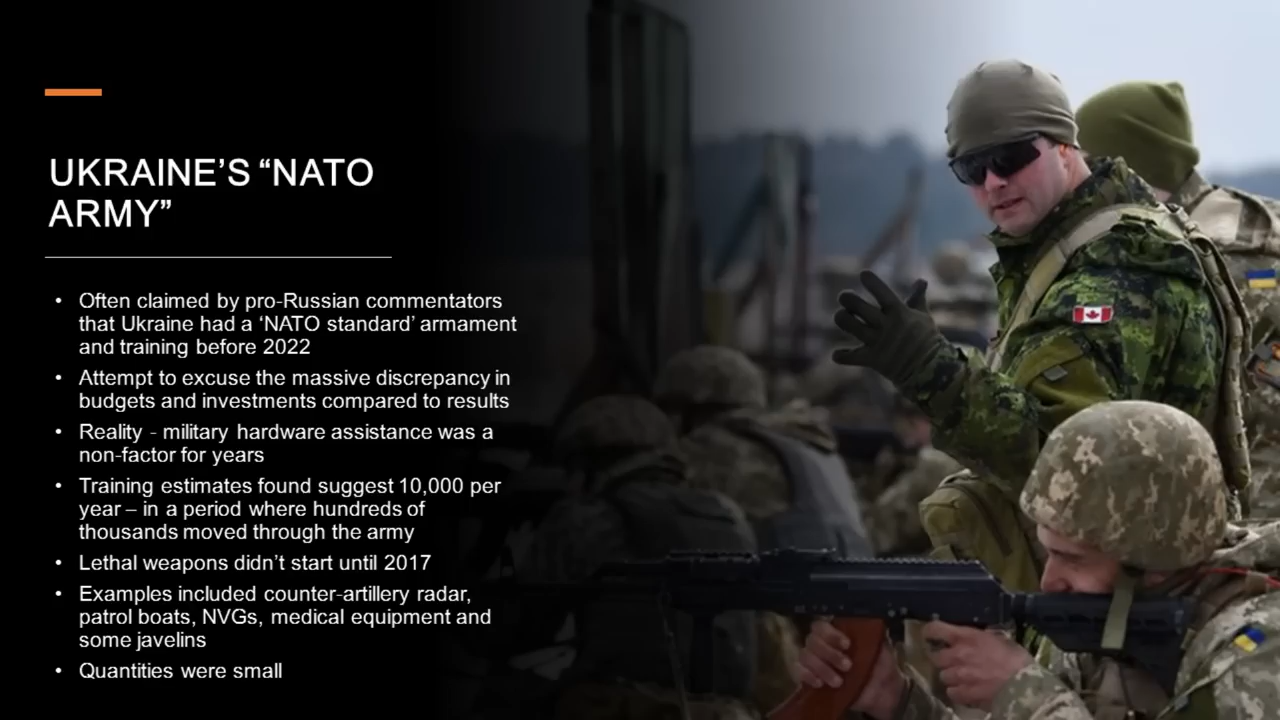 UKRAINE’S “NATO
ARMY”
• Often claimed by pro-Russian commentators
that Ukraine had a ‘NATO standard’ armament
and training before 2022
• Attempt to excuse the massive discrepancy in
budgets and investments compared to results
• Reality - military hardware assistance was a
non-factor for years
• Training estimates found suggest 10,000 per
year – in a period where hundreds of
thousands moved through the army
• Lethal weapons didn’t start until 2017
• Examples included counter-artillery radar,
patrol boats, NVGs, medical equipment and
some javelins
• Quantities were small